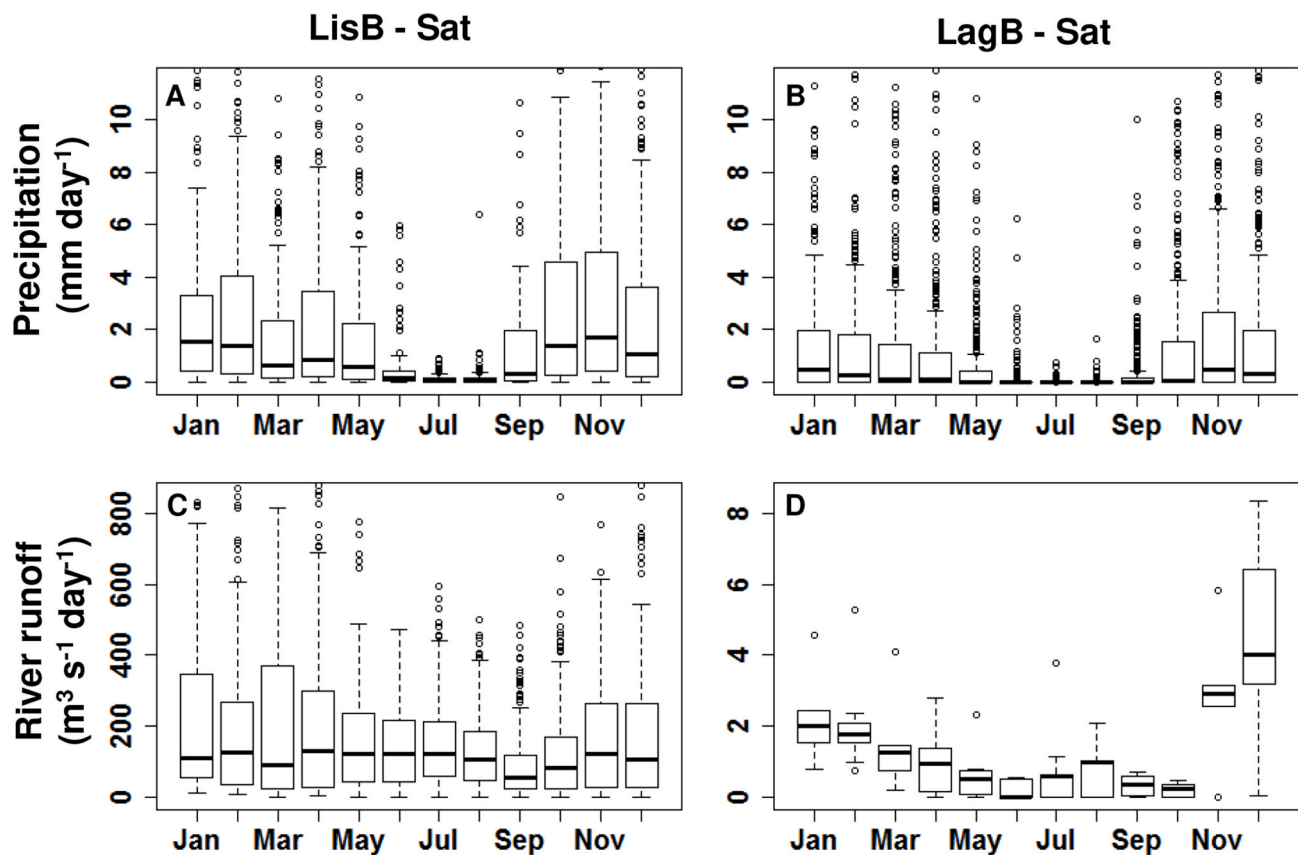 LisB - Sat
LagB - Sat
Precipitation
(mm day⁻¹)
A
0 2 4 6 8 10
Jan Mar May Jul Sep Nov
B
0 2 4 6 8 10
Jan Mar May Jul Sep Nov
River runoff
(m³ s⁻¹ day⁻¹)
C
0 200 400 600 800
Jan Mar May Jul Sep Nov
D
0 2 4 6 8
Jan Mar May Jul Sep Nov